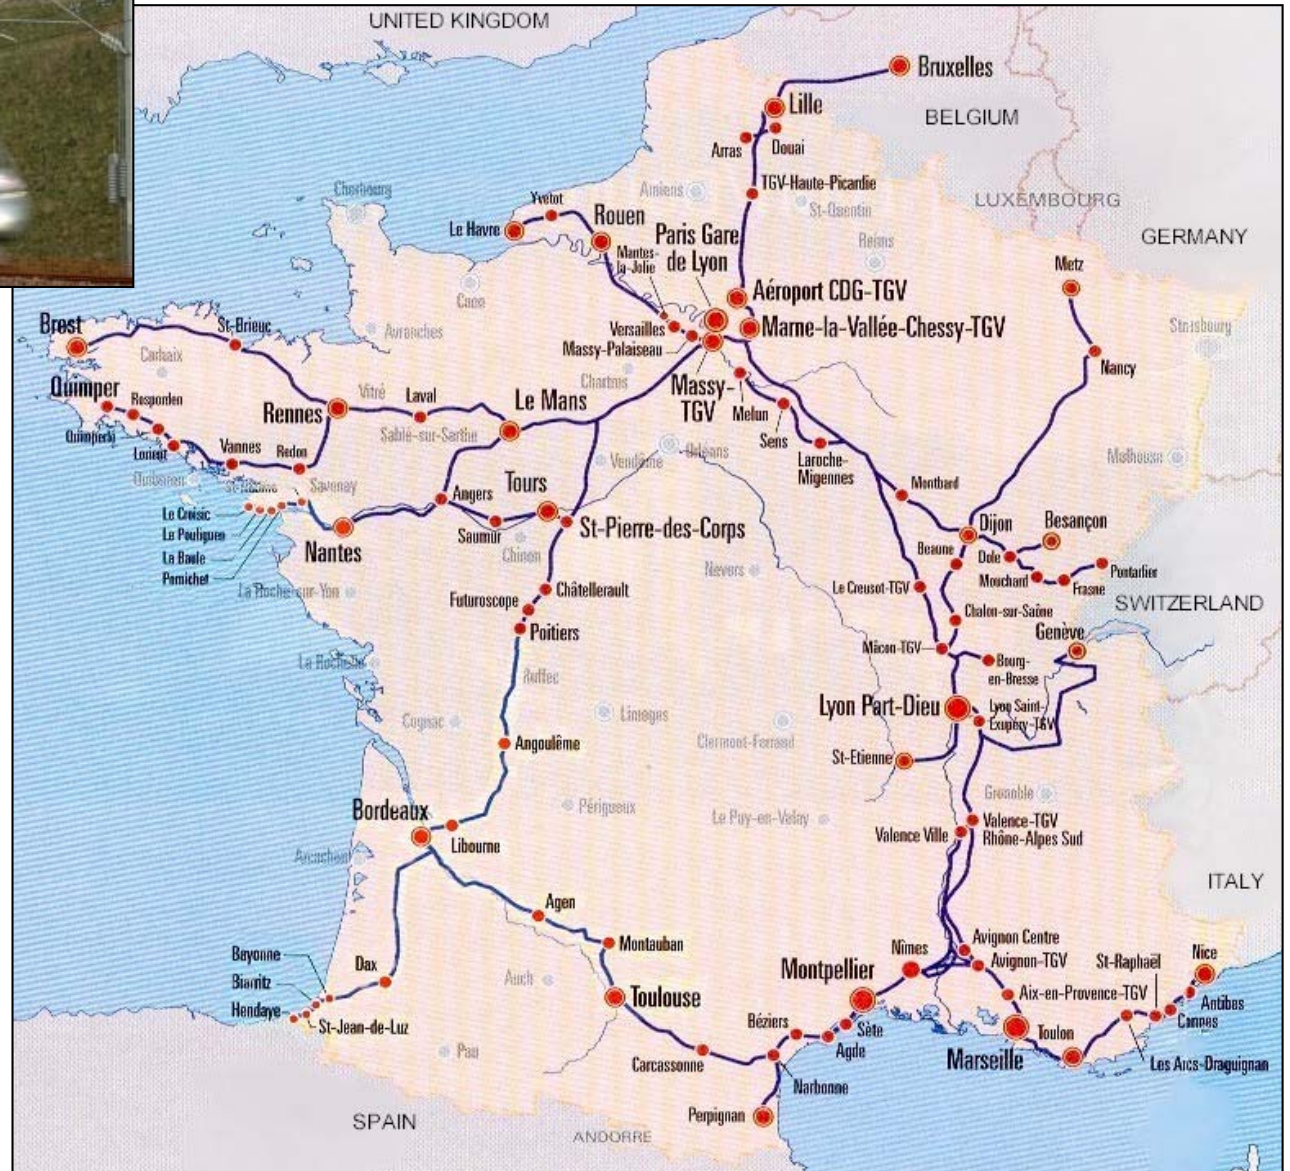 UNITED KINGDOM
Bruxelles
Lille
BELGIUM
Arras
Douai
TGV-Haute-Picardie
Amiens
St-Quentin
LUXEMBOURG
Cherbourg
Yvetot
Le Havre
Rouen
Paris Gare
de Lyon
Mantes-
la-Jolie
Reims
GERMANY
Metz
Caen
Aéroport CDG-TGV
Brest
St-Brieuc
Avranches
Versailles
Marne-la-Vallée-Chessy-TGV
Strasbourg
Massy-Palaiseau
Carhaix
Chartres
Nancy
Quimper
Rosporden
Vitré
Laval
Le Mans
Massy-
TGV
Melun
Rennes
Quimperlé
Sablé-sur-Sarthe
Sens
Lorient
Vannes
Redon
Vendôme
Orléans
Laroche-
Migennes
Mulhouse
Quiberon
Savenay
Angers
Tours
Montbard
Le Croisic
Le Pouliguen
La Baule
Pornichet
Nantes
Saumur
Chinon
St-Pierre-des-Corps
Dijon
Besançon
Beaune
Dole
Mouchard
Frasne
Pontarlier
Nevers
La Roche-sur-Yon
Futuroscope
Châtellerault
Le Creusot-TGV
SWITZERLAND
Chalon-sur-Saône
Genève
Poitiers
Mâcon-TGV
Bourg-
en-Bresse
La Rochelle
Ruffec
Cognac
Limoges
Clermont-Ferrand
Lyon Part-Dieu
Lyon Saint-
Exupéry-TGV
Angoulême
St-Etienne
Grenoble
Bordeaux
Périgueux
Le Puy-en-Velay
Valence Ville
Valence-TGV
Rhône-Alpes Sud
Libourne
Arcachon
ITALY
Agen
Montauban
Bayonne
Biarritz
Hendaye
Dax
St-Jean-de-Luz
Auch
Toulouse
Montpellier
Nîmes
Avignon Centre
Avignon-TGV
St-Raphaël
Nice
Aix-en-Provence-TGV
Antibes
Cannes
Béziers
Sète
Agde
Toulon
Marseille
Les Arcs-Draguignan
Pau
Carcassonne
Narbonne
Perpignan
SPAIN
ANDORRE